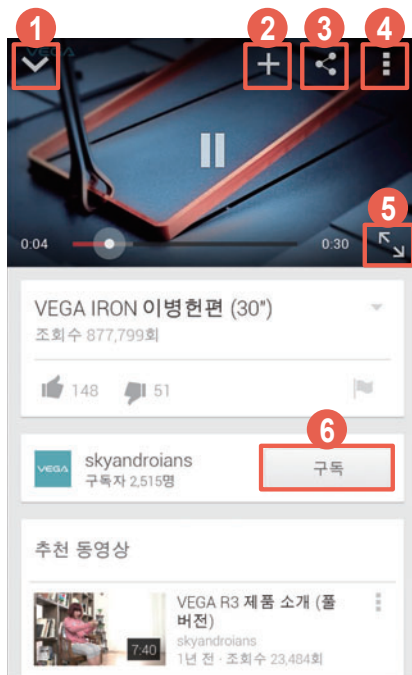 1
2
3
4
VEGA
5
0:04
0:30
VEGA IRON 이병헌편 (30")
조회수 877,799회
148
51
6
VEGA
skyandroians
구독자 2,515명
구독
추천 동영상
VEGA R3 제품 소개 (풀
버전)
skyandroians
1년 전 · 조회수 23,484회
7:40